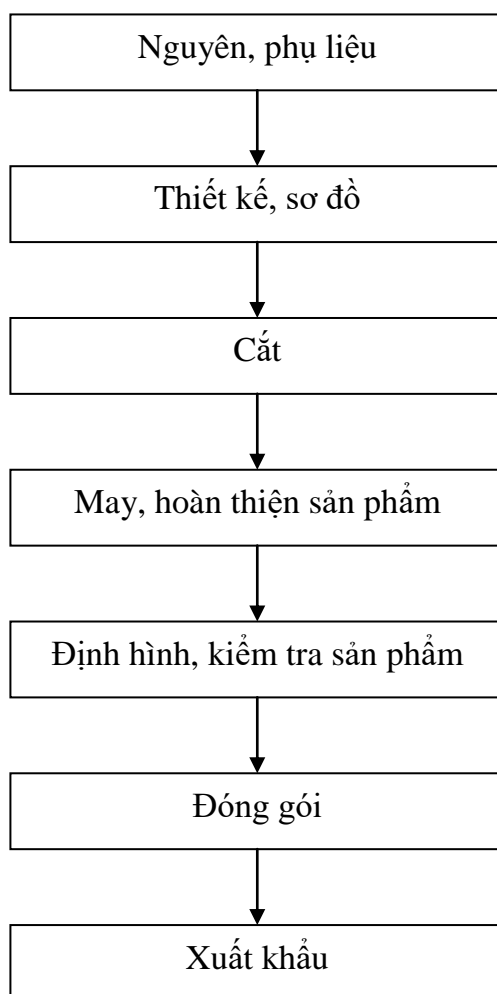 Nguyên, phụ liệu
Thiết kế, sơ đồ
Cắt
May, hoàn thiện sản phẩm
Định hình, kiểm tra sản phẩm
Đóng gói
Xuất khẩu